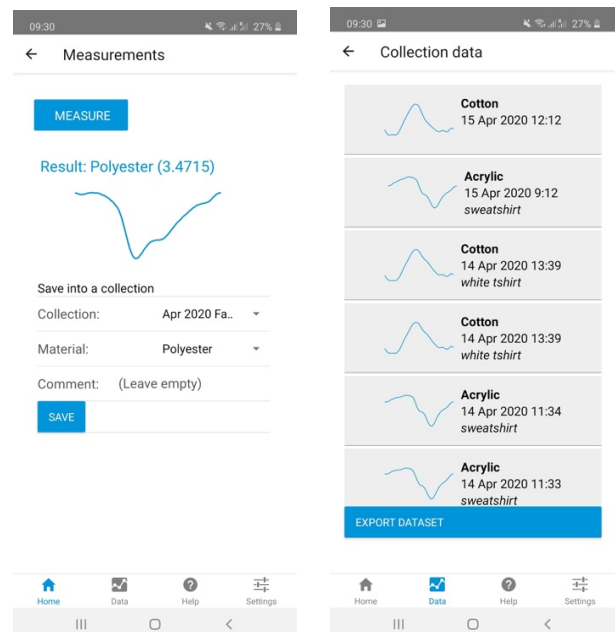 09:30
27%
Measurements
MEASURE
Result: Polyester (3.4715)
Save into a collection
Collection: Apr 2020 Fa..
Material: Polyester
Comment: (Leave empty)
SAVE
Home Data Help Settings
09:30
27%
Collection data
Cotton
15 Apr 2020 12:12
Acrylic
15 Apr 2020 9:12
sweatshirt
Cotton
14 Apr 2020 13:39
white tshirt
Cotton
14 Apr 2020 13:39
white tshirt
Acrylic
14 Apr 2020 11:34
sweatshirt
Acrylic
14 Apr 2020 11:33
sweatshirt
EXPORT DATASET
Home Data Help Settings